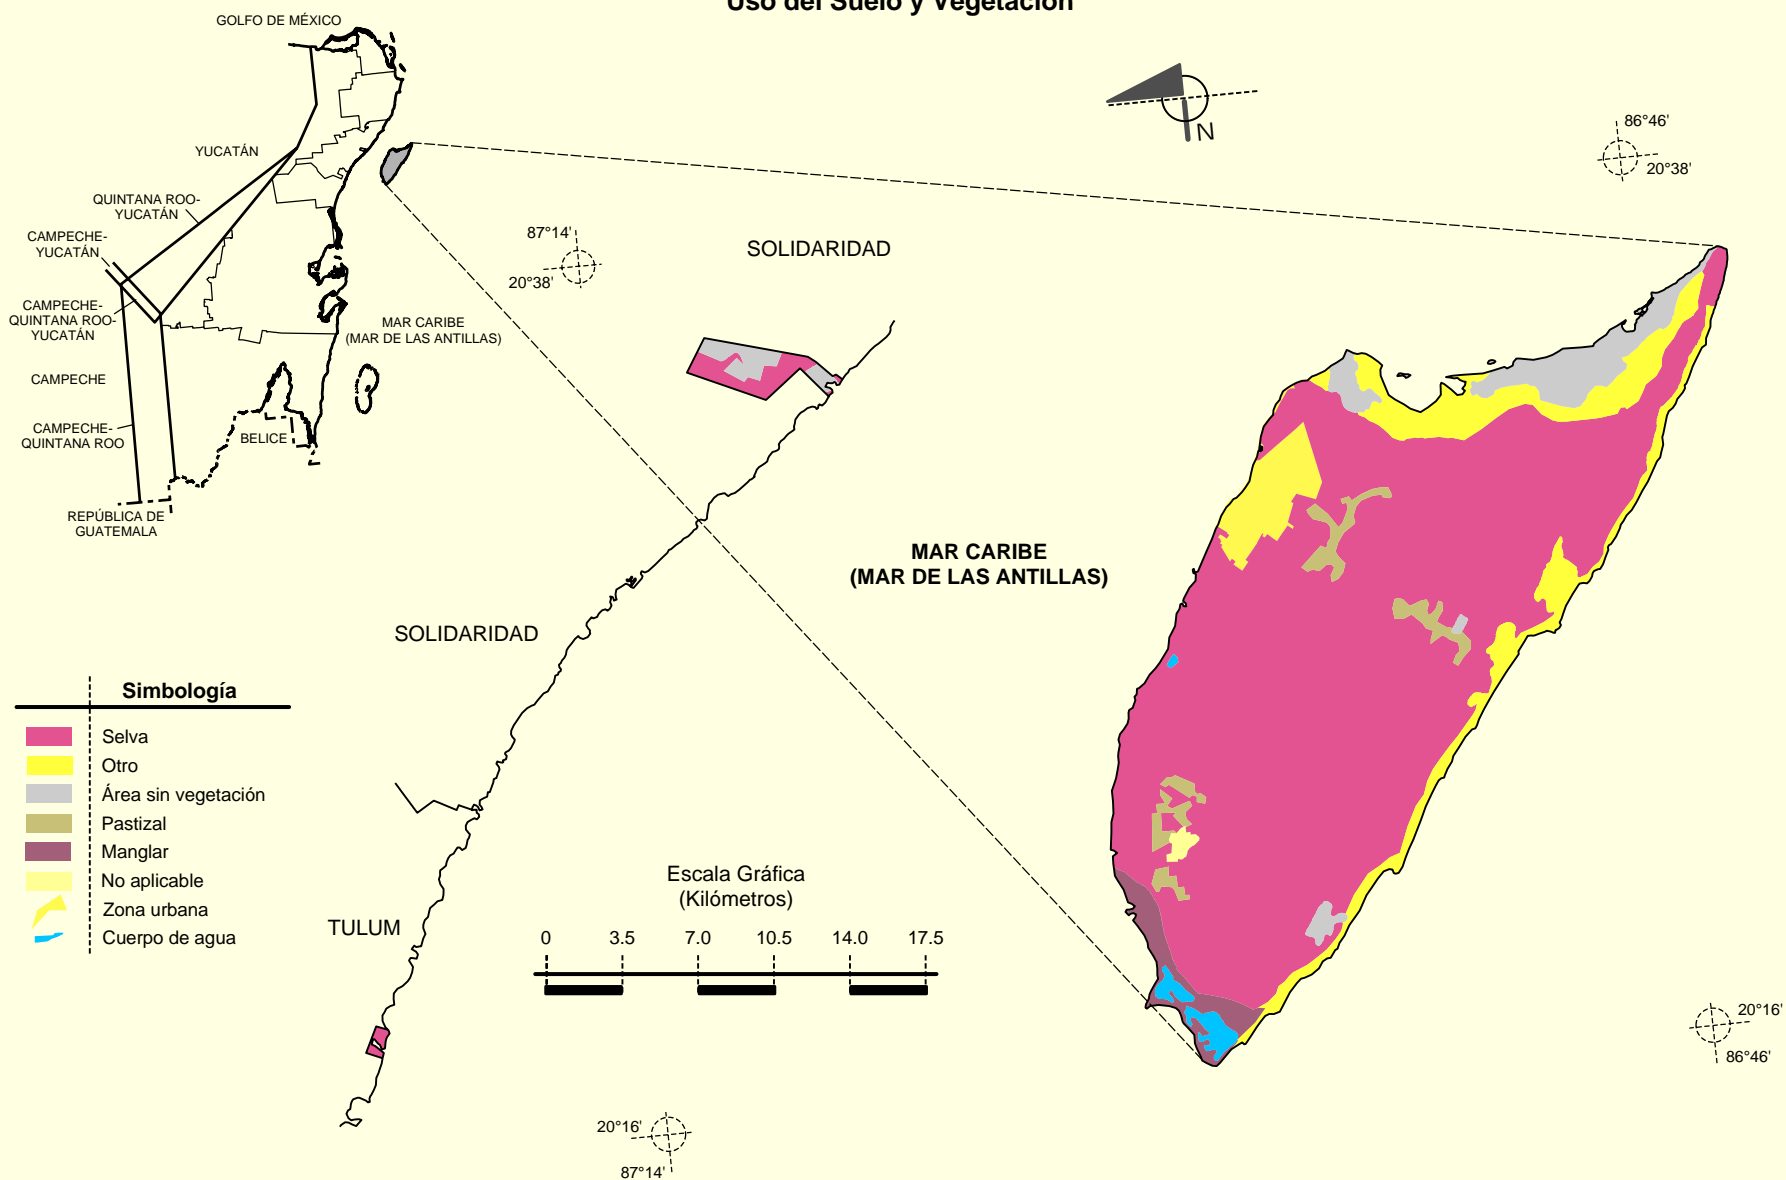 Uso del Suelo y Vegetación
GOLFO DE MÉXICO
YUCATÁN
QUINTANA ROO-
YUCATÁN
CAMPECHE-
YUCATÁN
CAMPECHE-
QUINTANA ROO-
YUCATÁN
CAMPECHE
CAMPECHE-
QUINTANA ROO
BELICE
REPÚBLICA DE
GUATEMALA
MAR CARIBE
(MAR DE LAS ANTILLAS)
N
86°46'
20°38'
87°14'
20°38'
SOLIDARIDAD
MAR CARIBE
(MAR DE LAS ANTILLAS)
SOLIDARIDAD
TULUM
Simbología
Selva
Otro
Área sin vegetación
Pastizal
Manglar
No aplicable
Zona urbana
Cuerpo de agua
Escala Gráfica
(Kilómetros)
0 3.5 7.0 10.5 14.0 17.5
20°16'
86°46'
20°16'
87°14'